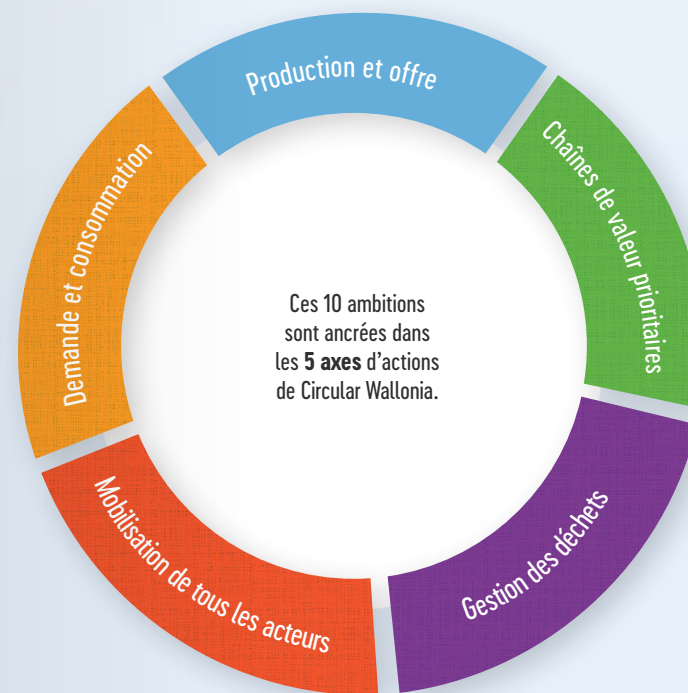 Production et offre
Chaînes de valeur prioritaires
Gestion des déchets
Mobilisation de tous les acteurs
Demande et consommation
Ces 10 ambitions
sont ancrées dans
les 5 axes d'actions
de Circular Wallonia.